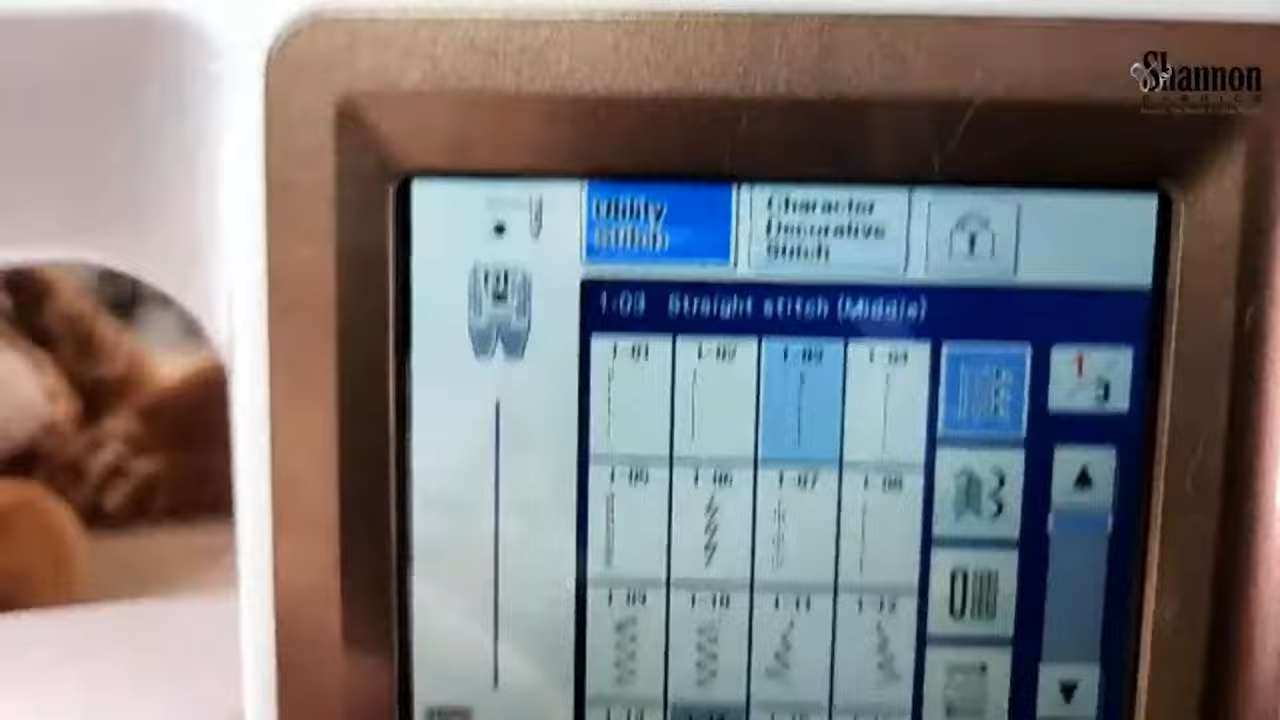 Shannon
Utility
Stitch
Character
Decorative
Stitch
J
1-03 Straight stitch (Middle)
1-01 1-02 1-03 1-04
1
1-05 1-06 1-07 1-08
1-09 1-10 1-11 1-12